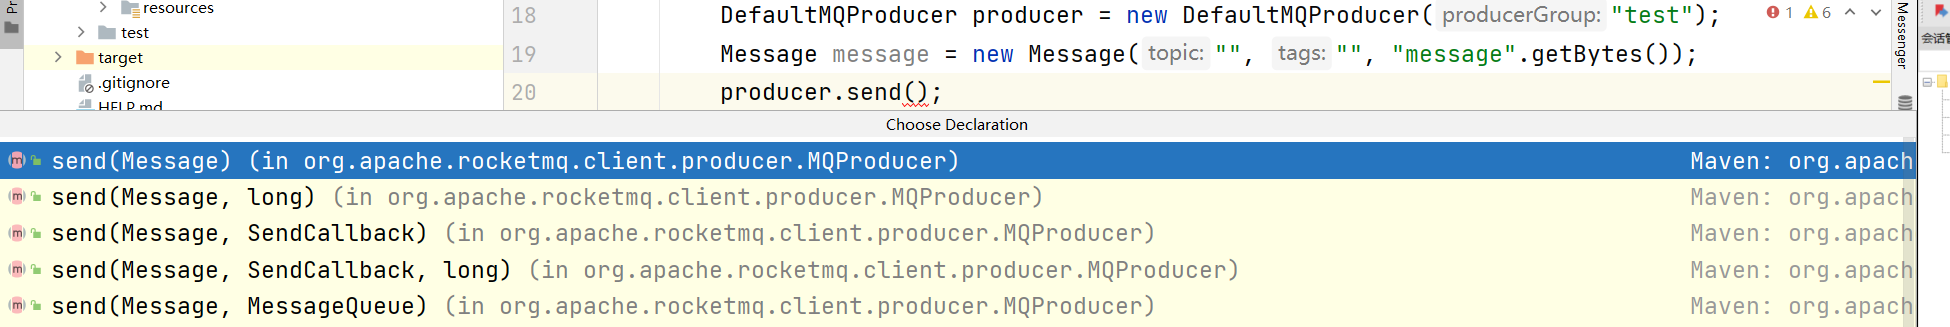 Pr
resources
test
target
.gitignore
HELP.md
18 DefaultMQProducer producer = new DefaultMQProducer( producerGroup: "test");
19 Message message = new Message( topic: "", tags: "", "message".getBytes());
20 producer.send();
1 6
Messenger
Choose Declaration
send(Message) (in org.apache.rocketmq.client.producer.MQProducer) Maven: org.apach
send(Message, long) (in org.apache.rocketmq.client.producer.MQProducer) Maven: org.apach
send(Message, SendCallback) (in org.apache.rocketmq.client.producer.MQProducer) Maven: org.apach
send(Message, SendCallback, long) (in org.apache.rocketmq.client.producer.MQProducer) Maven: org.apach
send(Message, MessageQueue) (in org.apache.rocketmq.client.producer.MQProducer) Maven: org.apach